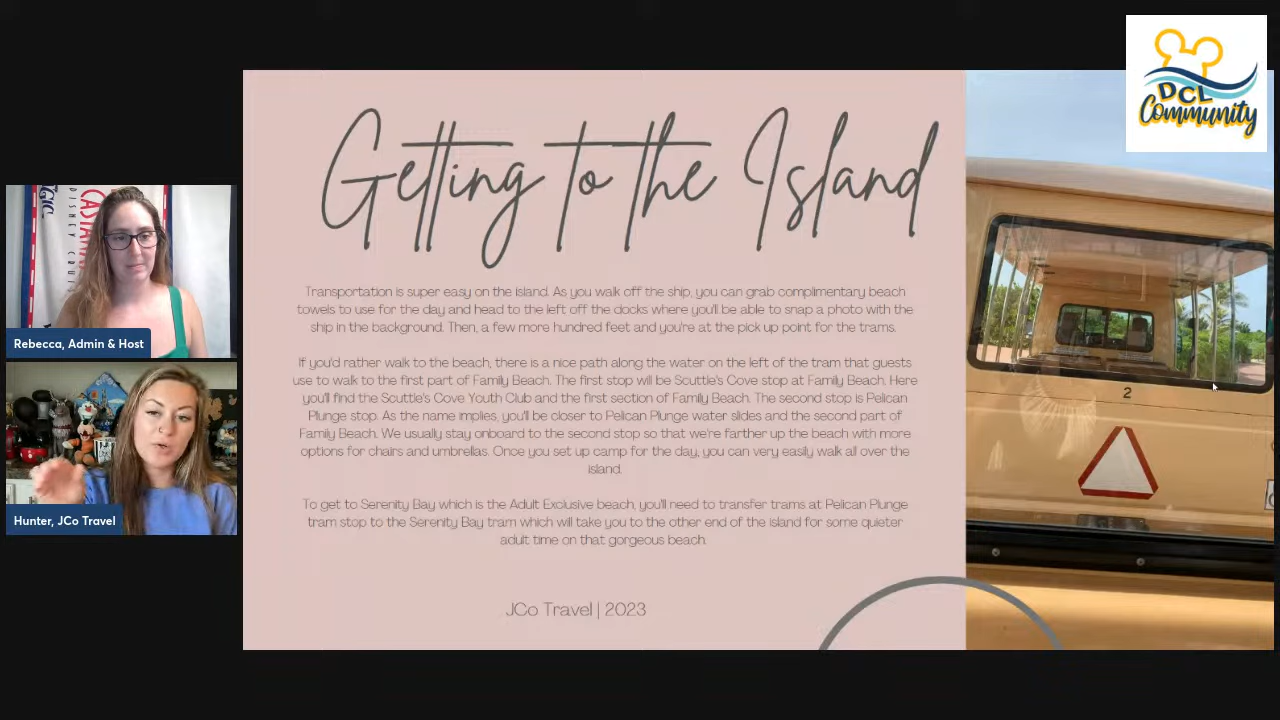 DCL
Community
Getting to the Island
Transportation is super easy on the island. As you walk off the ship, you can grab complimentary beach
towels to use for the day and head to the left off the docks where you'll be able to snap a photo with the
ship in the background. Then, a few more hundred feet and you're at the pick up point for the trams.
If you'd rather walk to the beach, there is a nice path along the water on the left of the tram that guests
use to walk to the first part of Family Beach. The first stop will be Scuttle's Cove stop at Family Beach. Here
you'll find the Scuttle's Cove Youth Club and the first section of Family Beach. The second stop is Pelican
Plunge stop. As the name implies, you'll be closer to Pelican Plunge water slides and the second part of
Family Beach. We usually stay onboard to the second stop so that we're farther up the beach with more
options for chairs and umbrellas. Once you set up camp for the day, you can very easily walk all over the
island.
To get to Serenity Bay which is the Adult Exclusive beach, you'll need to transfer trams at Pelican Plunge
tram stop to the Serenity Bay tram which will take you to the other end of the island for some quieter
adult time on that gorgeous beach.
JCo Travel | 2023
2
Rebecca, Admin & Host
Hunter, JCo Travel